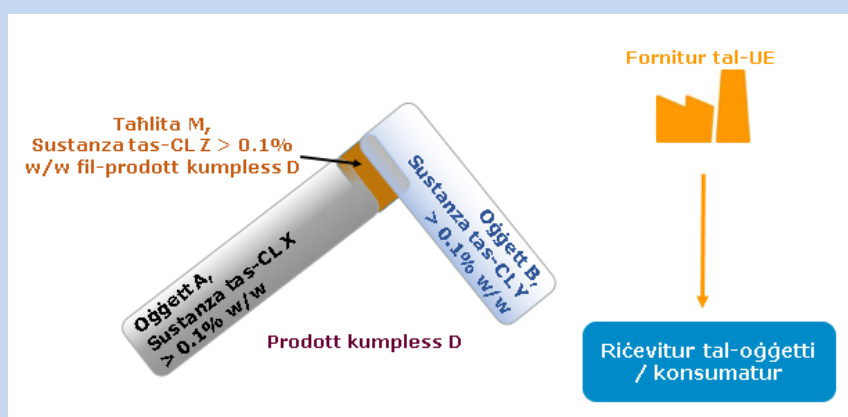 Taħlita M,
Sustanza tas-CL Z > 0.1%
w/w fil-prodott kumpless D
Oġġett A,
Sustanza tas-CL X
> 0.1% w/w
Oġġett B,
Sustanza tas-CL Y
> 0.1% w/w
Prodott kumpless D
Fornitur tal-UE
Riċevitur tal-oġġetti
/ konsumatur